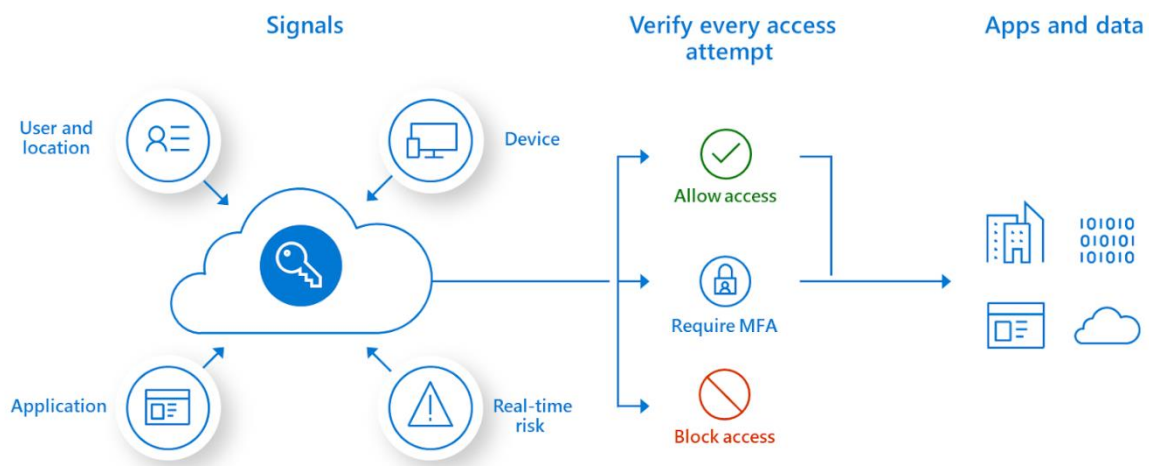 Signals
Verify every access
attempt
Apps and data
User and
location
Device
Allow access
101010
010101
101010
Require MFA
Application
Real-time
risk
Block access